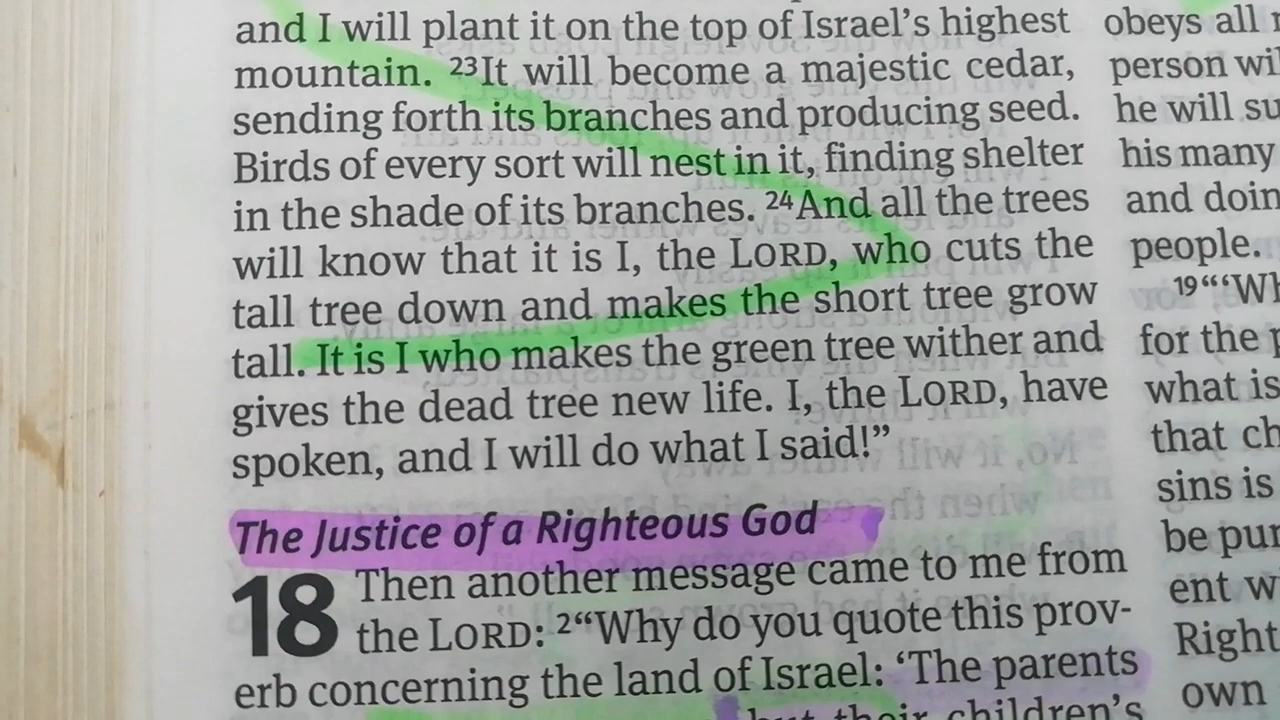 and I will plant it on the top of Israel’s highest
mountain. ²³It will become a majestic cedar,
sending forth its branches and producing seed.
Birds of every sort will nest in it, finding shelter
in the shade of its branches. ²⁴And all the trees
will know that it is I, the LORD, who cuts the
tall tree down and makes the short tree grow
tall. It is I who makes the green tree wither and
gives the dead tree new life. I, the LORD, have
spoken, and I will do what I said!”
The Justice of a Righteous God
18 Then another message came to me from
the LORD: ²“Why do you quote this prov-
erb concerning the land of Israel: ‘The parents
their children’s
obeys all
person
he will
his many
and
people.
¹⁹“‘
for the
what is
that
sins is
be
ent
Right
own